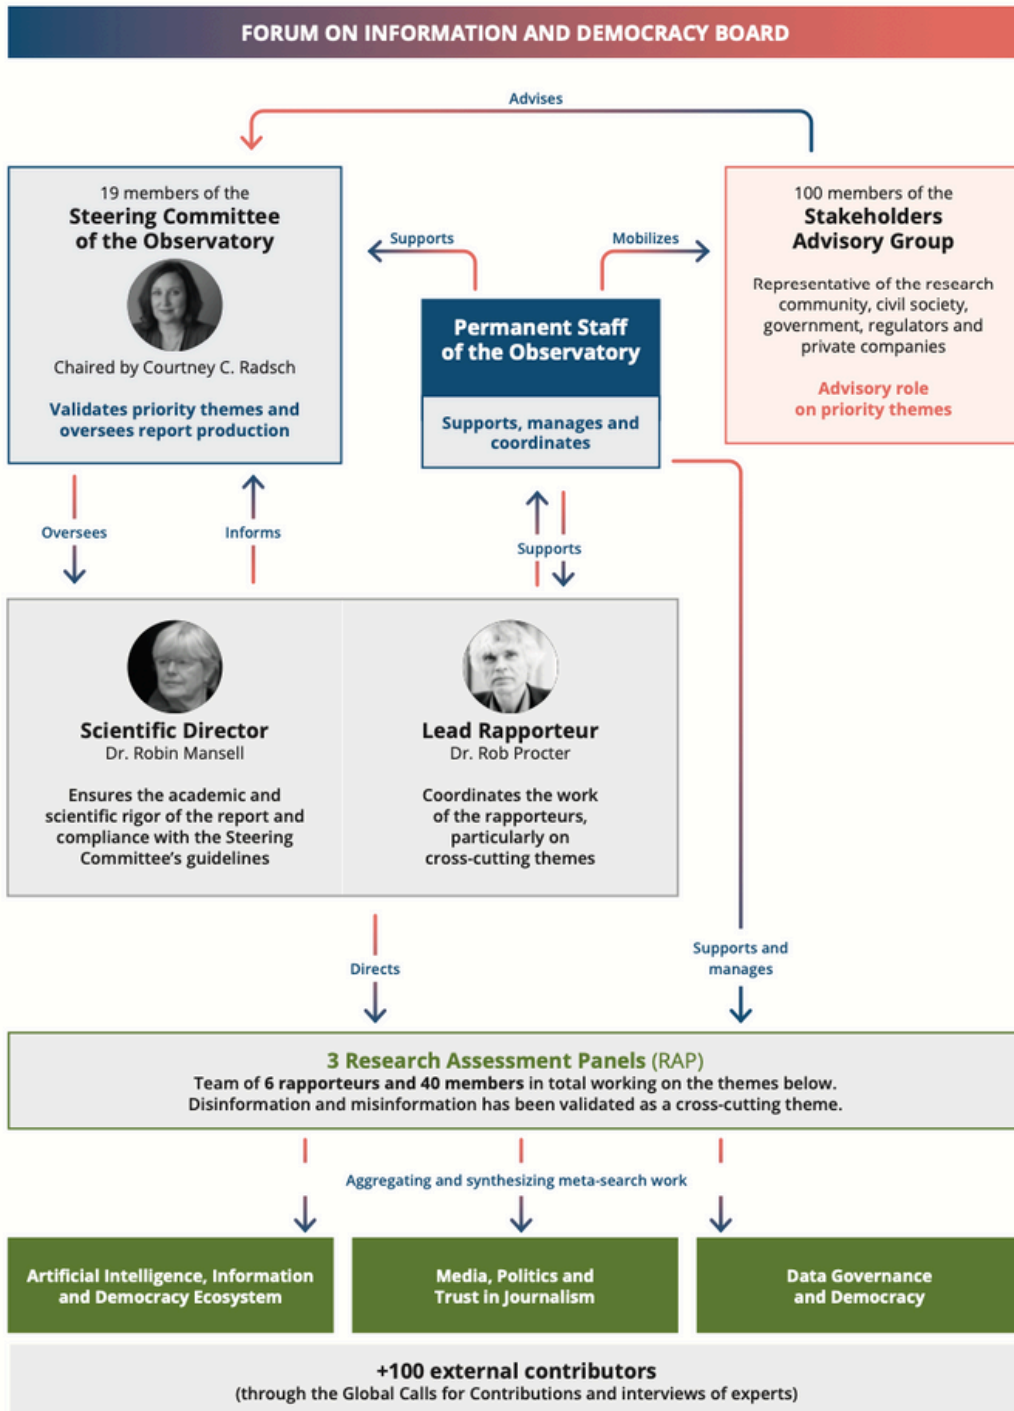 FORUM ON INFORMATION AND DEMOCRACY BOARD
Advises
19 members of the
Steering Committee
of the Observatory
Chaired by Courtney C. Radsch
Validates priority themes and
oversees report production
Supports
Mobilizes
Permanent Staff
of the Observatory
Supports, manages and
coordinates
100 members of the
Stakeholders
Advisory Group
Representative of the research
community, civil society,
government, regulators and
private companies
Advisory role
on priority themes
Oversees
Informs
Supports
Scientific Director
Dr. Robin Mansell
Ensures the academic and
scientific rigor of the report and
compliance with the Steering
Committee’s guidelines
Lead Rapporteur
Dr. Rob Procter
Coordinates the work
of the rapporteurs,
particularly on
cross-cutting themes
Directs
Supports and
manages
3 Research Assessment Panels (RAP)
Team of 6 rapporteurs and 40 members in total working on the themes below.
Disinformation and misinformation has been validated as a cross-cutting theme.
Aggregating and synthesizing meta-search work
Artificial Intelligence, Information
and Democracy Ecosystem
Media, Politics and
Trust in Journalism
Data Governance
and Democracy
+100 external contributors
(through the Global Calls for Contributions and interviews of experts)